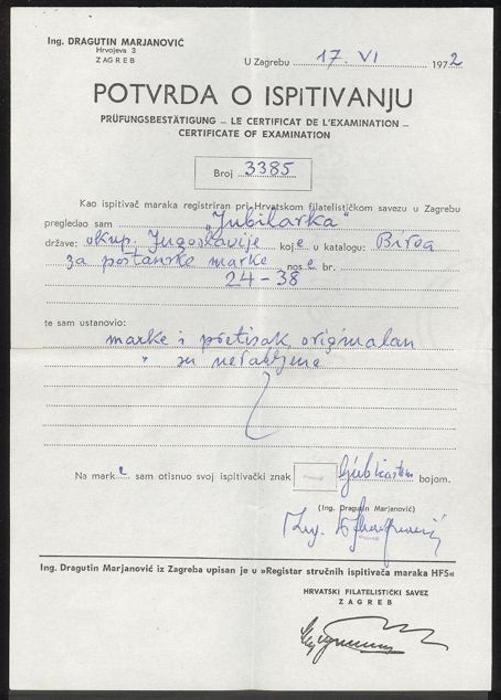 Ing. DRAGUTIN MARJANOVIĆ
Hrvojeva 3
ZAGREB
U Zagrebu 17. VI 1972
POTVRDA O ISPITIVANJU
PRÜFUNGSBESTÄTIGUNG – LE CERTIFICAT DE L'EXAMINATION –
CERTIFICATE OF EXAMINATION
Broj 3385
Kao ispitivač maraka registriran pri Hrvatskom filatelističkom savezu u Zagrebu
pregledao sam „Jubilarka"
države: okup. Jugoslavije koje u katalogu:
za poštanske marke nose br.
24-38
te sam ustanovio:
marke i pretisak originalan
" su
Na marke sam otisnuo svoj ispitivački znak bojom.
(Ing. Dragutin Marjanović)
Ing. Dragutin Marjanović iz Zagreba upisan je u »Registar stručnih ispitivača maraka HFS«
HRVATSKI FILATELISTIČKI SAVEZ
ZAGREB